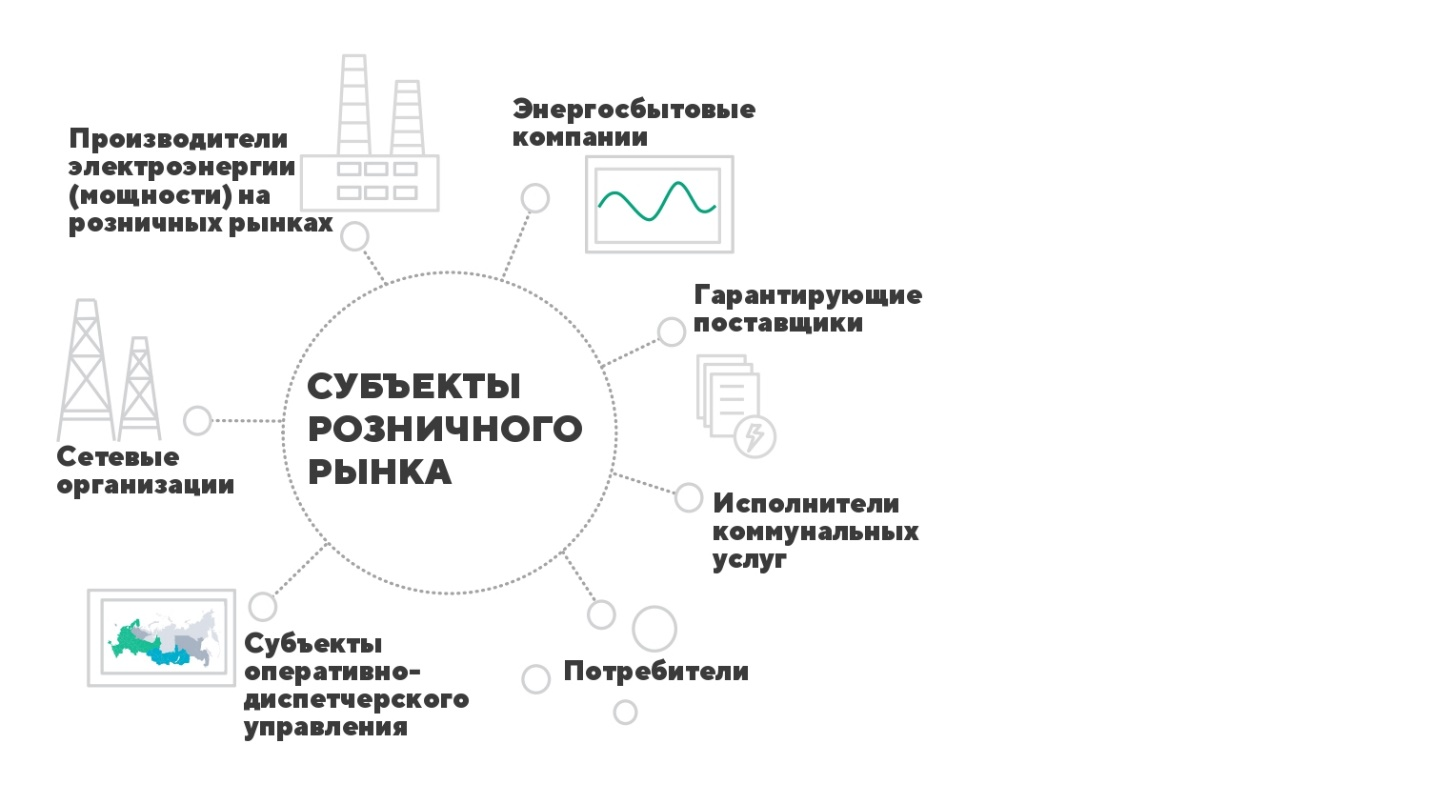 Производители
электроэнергии
(мощности) на
розничных рынках
Энергосбытовые
компании
Гарантирующие
поставщики
СУБЪЕКТЫ
РОЗНИЧНОГО
РЫНКА
Сетевые
организации
Исполнители
коммунальных
услуг
Субъекты
оперативно-
диспетчерского
управления
Потребители